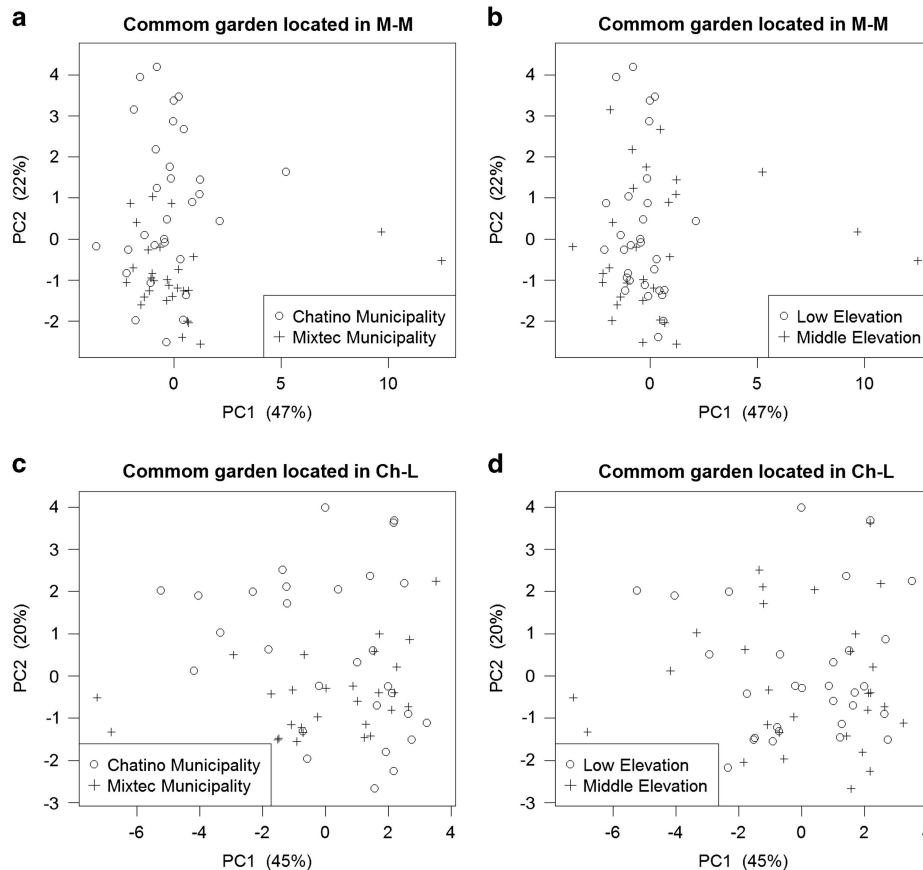 a
Commom garden located in M-M
4
3
2
1
0
-1
-2
PC2 (22%)
Chatino Municipality
Mixtec Municipality
0 5 10
PC1 (47%)
b
Commom garden located in M-M
4
3
2
1
0
-1
-2
PC2 (22%)
Low Elevation
Middle Elevation
0 5 10
PC1 (47%)
c
Commom garden located in Ch-L
4
3
2
1
0
-1
-2
-3
PC2 (20%)
Chatino Municipality
Mixtec Municipality
-6 -4 -2 0 2 4
PC1 (45%)
d
Commom garden located in Ch-L
4
3
2
1
0
-1
-2
-3
PC2 (20%)
Low Elevation
Middle Elevation
-6 -4 -2 0 2 4
PC1 (45%)